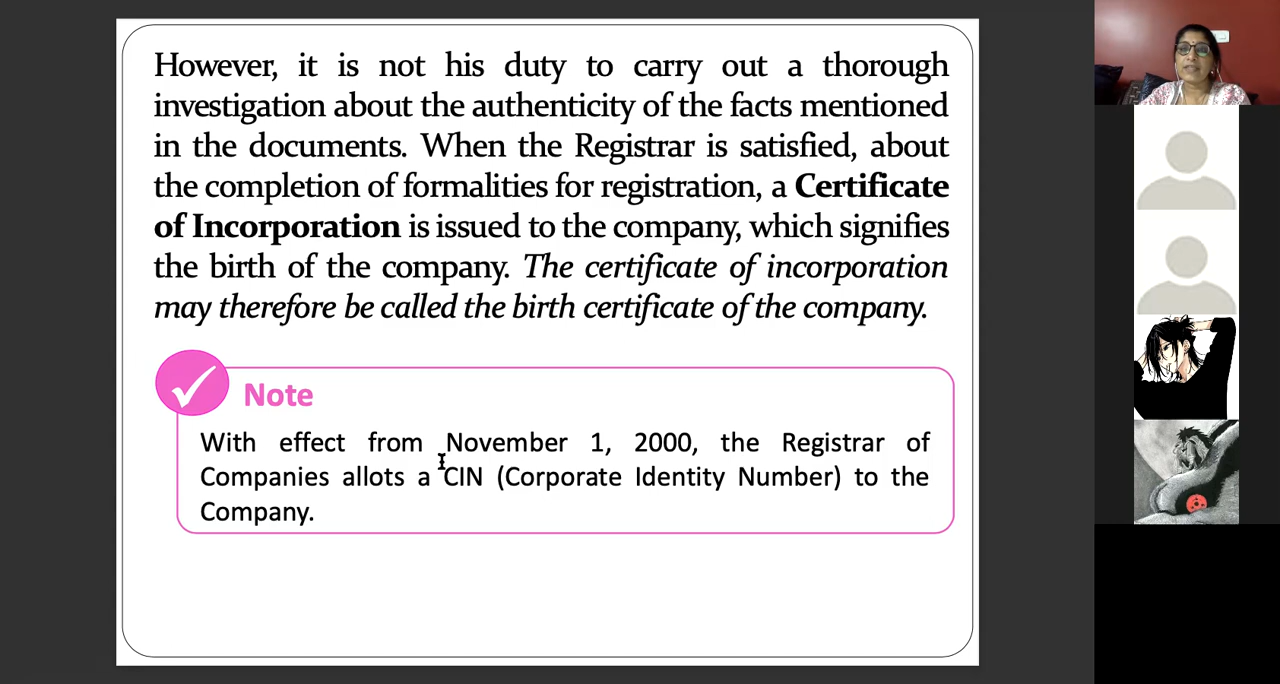 However, it is not his duty to carry out a thorough
investigation about the authenticity of the facts mentioned
in the documents. When the Registrar is satisfied, about
the completion of formalities for registration, a Certificate
of Incorporation is issued to the company, which signifies
the birth of the company. The certificate of incorporation
may therefore be called the birth certificate of the company.
Note
With effect from November 1, 2000, the Registrar of
Companies allots a CIN (Corporate Identity Number) to the
Company.